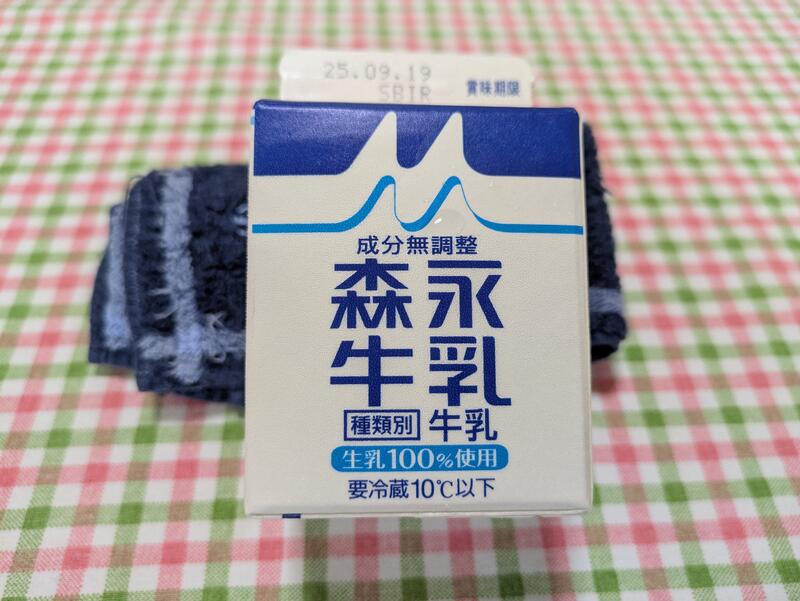 25.09.19
SBIR 賞味期限
成分無調整
森永
牛乳
種類別 牛乳
生乳100%使用
要冷蔵10℃以下